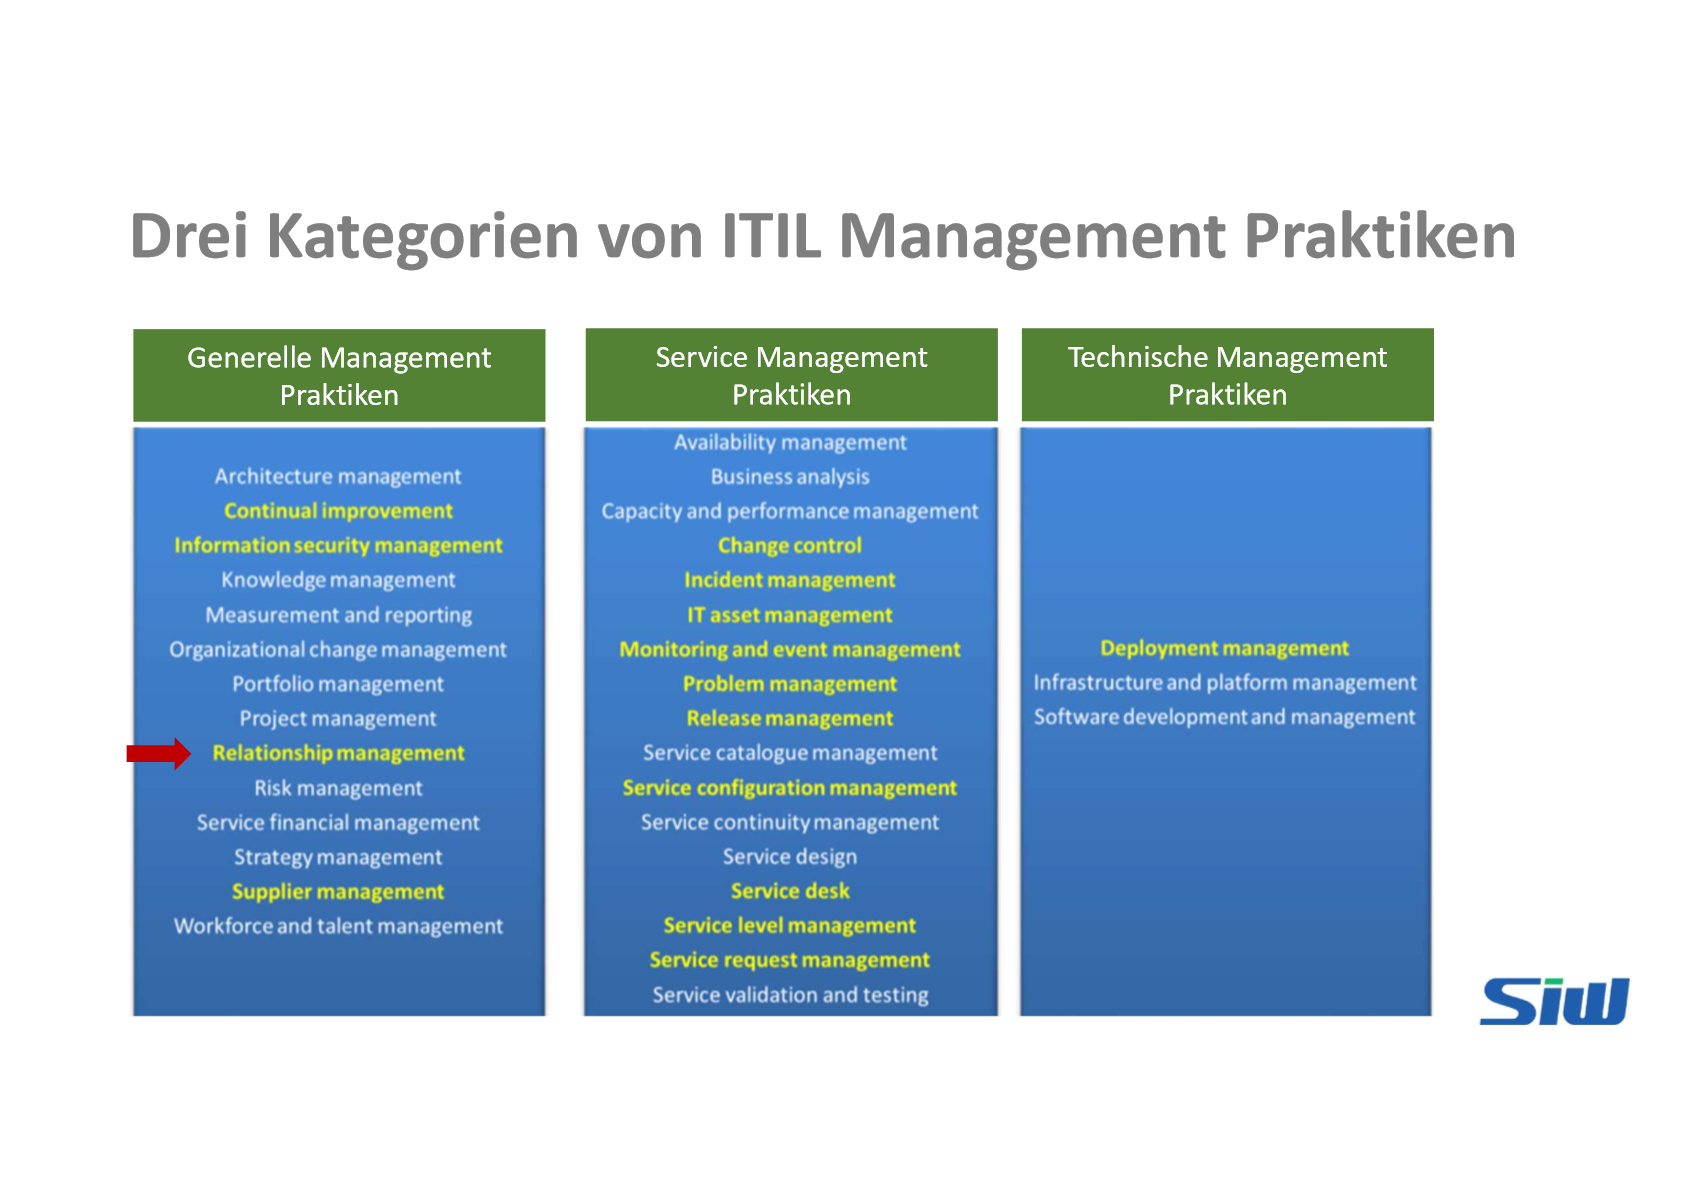 Drei Kategorien von ITIL Management Praktiken
Generelle Management
Praktiken
Architecture management
Continual improvement
Information security management
Knowledge management
Measurement and reporting
Organizational change management
Portfolio management
Project management
Relationship management
Risk management
Service financial management
Strategy management
Supplier management
Workforce and talent management
Service Management
Praktiken
Availability management
Business analysis
Capacity and performance management
Change control
Incident management
IT asset management
Monitoring and event management
Problem management
Release management
Service catalogue management
Service configuration management
Service continuity management
Service design
Service desk
Service level management
Service request management
Service validation and testing
Technische Management
Praktiken
Deployment management
Infrastructure and platform management
Software development and management
Siw